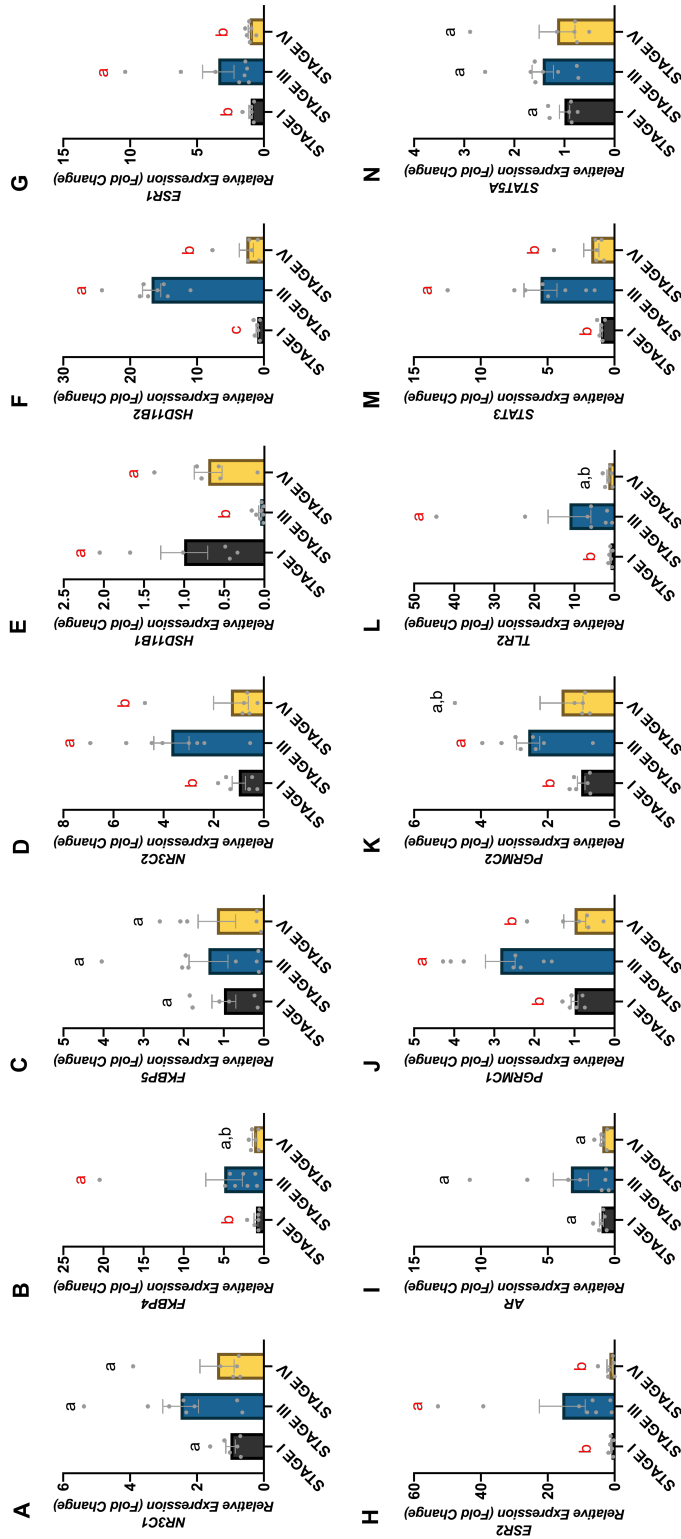 A
NR3C1
Relative Expression (Fold Change)
6
4
2
0
a
a
a
STAGE I
STAGE III
STAGE IV
B
FKBP4
Relative Expression (Fold Change)
25
20
15
10
5
0
b
a
a,b
STAGE I
STAGE III
STAGE IV
C
FKBP5
Relative Expression (Fold Change)
5
4
3
2
1
0
a
a
a
STAGE I
STAGE III
STAGE IV
D
NR3C2
Relative Expression (Fold Change)
8
6
4
2
0
b
a
b
STAGE I
STAGE III
STAGE IV
E
HSD11B1
Relative Expression (Fold Change)
2.5
2.0
1.5
1.0
0.5
0.0
a
b
a
STAGE I
STAGE III
STAGE IV
F
HSD11B2
Relative Expression (Fold Change)
30
20
10
0
c
a
b
STAGE I
STAGE III
STAGE IV
G
ESR1
Relative Expression (Fold Change)
15
10
5
0
b
a
b
STAGE I
STAGE III
STAGE IV
H
ESR2
Relative Expression (Fold Change)
60
40
20
0
b
a
b
STAGE I
STAGE III
STAGE IV
I
AR
Relative Expression (Fold Change)
15
10
5
0
a
a
a
STAGE I
STAGE III
STAGE IV
J
PGRMC1
Relative Expression (Fold Change)
5
4
3
2
1
0
b
a
b
STAGE I
STAGE III
STAGE IV
K
PGRMC2
Relative Expression (Fold Change)
6
4
2
0
b
a
a,b
STAGE I
STAGE III
STAGE IV
L
TLR2
Relative Expression (Fold Change)
50
40
30
20
10
0
b
a
a,b
STAGE I
STAGE III
STAGE IV
M
STAT3
Relative Expression (Fold Change)
15
10
5
0
b
a
b
STAGE I
STAGE III
STAGE IV
N
STAT5A
Relative Expression (Fold Change)
4
3
2
1
0
a
a
a
STAGE I
STAGE III
STAGE IV